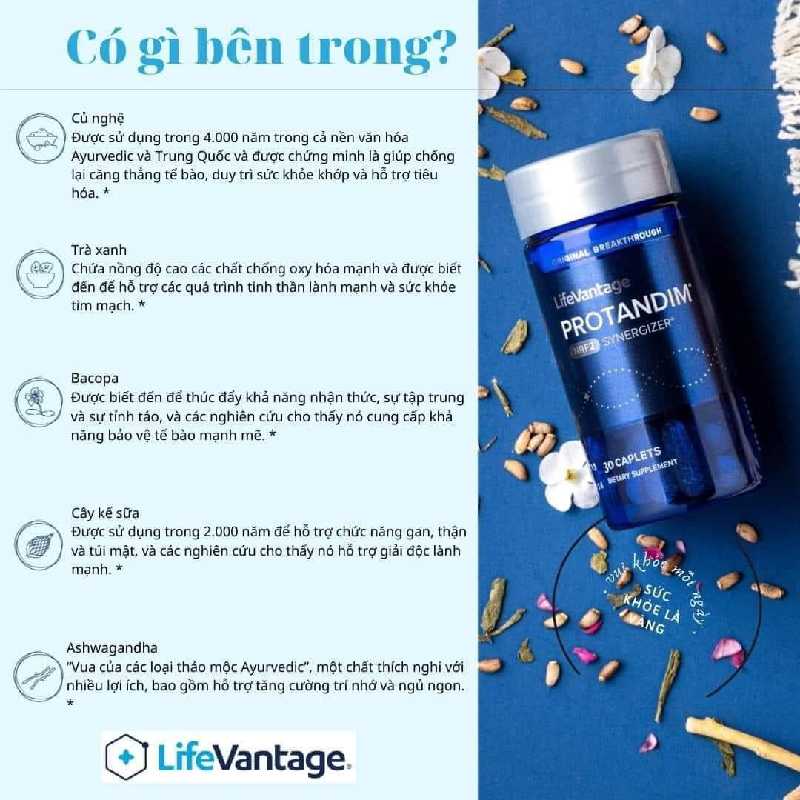 Có gì bên trong?
Củ nghệ
Được sử dụng trong 4.000 năm trong cả nền văn hóa
Ayurvedic và Trung Quốc và được chứng minh là giúp chống
lại căng thẳng tế bào, duy trì sức khỏe khớp và hỗ trợ tiêu
hóa. *
Trà xanh
Chứa nồng độ cao các chất chống oxy hóa mạnh và được biết
đến để hỗ trợ các quá trình tinh thần lành mạnh và sức khỏe
tim mạch. *
Bacopa
Được biết đến để thúc đẩy khả năng nhận thức, sự tập trung
và sự tỉnh táo, và các nghiên cứu cho thấy nó cung cấp khả
năng bảo vệ tế bào mạnh mẽ. *
Cây kế sữa
Được sử dụng trong 2.000 năm để hỗ trợ chức năng gan, thận
và túi mật, và các nghiên cứu cho thấy nó hỗ trợ giải độc lành
mạnh. *
Ashwagandha
"Vua của các loại thảo mộc Ayurvedic", một chất thích nghi với
nhiều lợi ích, bao gồm hỗ trợ tăng cường trí nhớ và ngủ ngon.
*
LifeVantage®
ORIGINAL BREAKTHROUGH
LifeVantage
PROTANDIM®
NRF2 SYNERGIZER®
30 CAPLETS
DIETARY SUPPLEMENT
vui khỏe mỗi ngày
SỨC
KHỎE LÀ
VÀNG